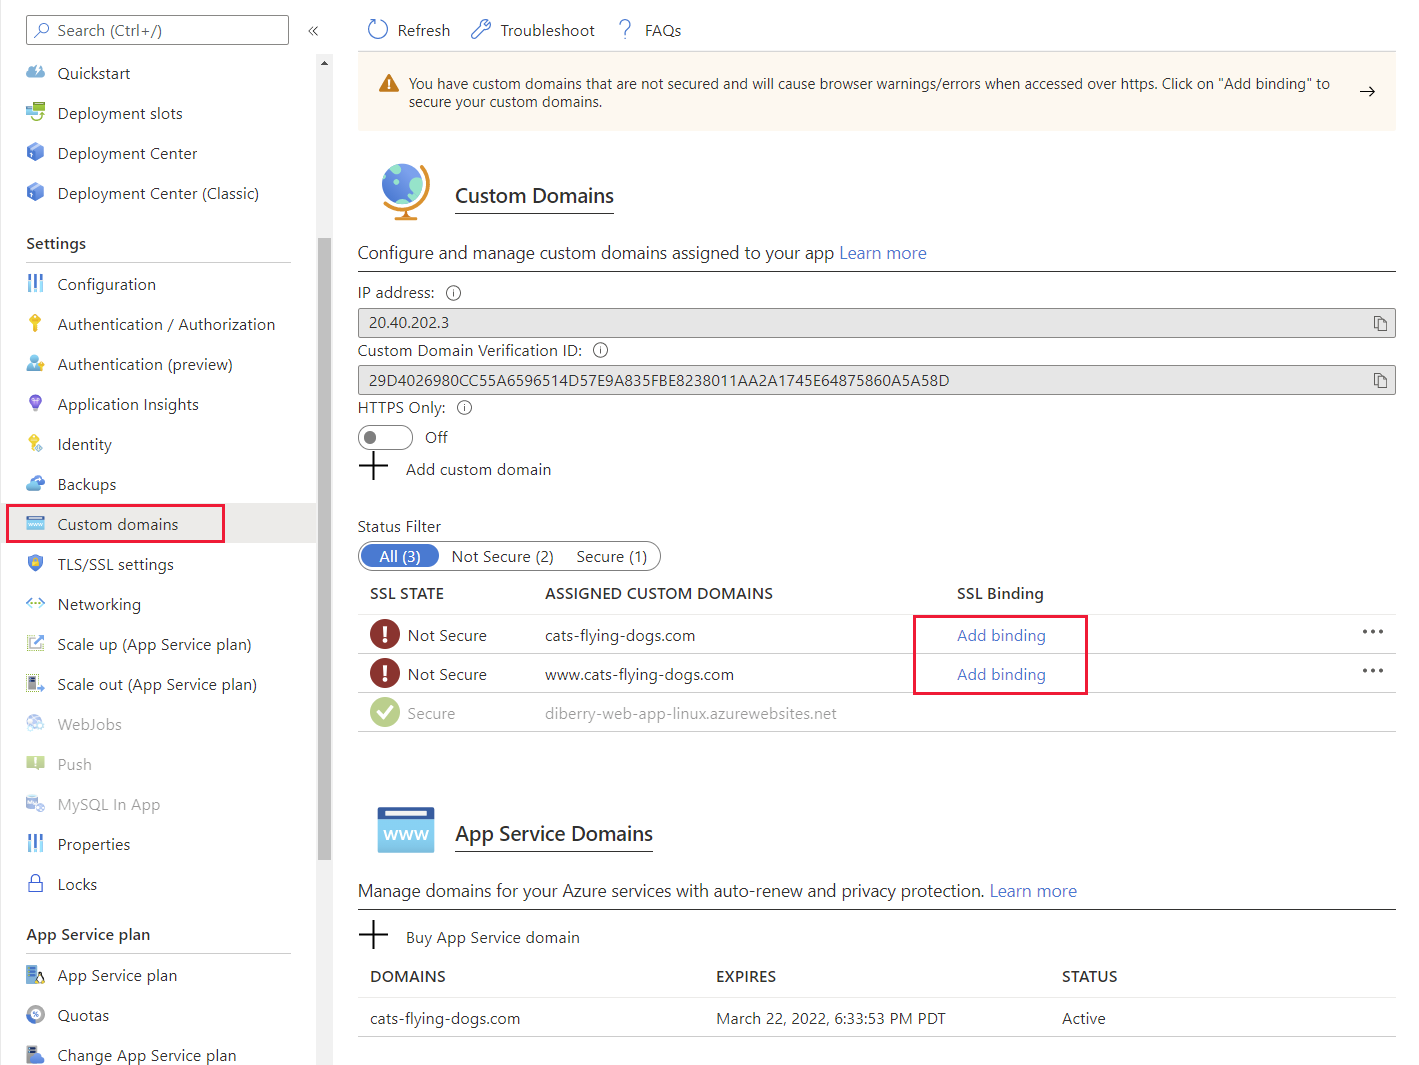 Search (Ctrl+/)
«
Quickstart
Deployment slots
Deployment Center
Deployment Center (Classic)
Settings
Configuration
Authentication / Authorization
Authentication (preview)
Application Insights
Identity
Backups
Custom domains
TLS/SSL settings
Networking
Scale up (App Service plan)
Scale out (App Service plan)
WebJobs
Push
MySQL In App
Properties
Locks
App Service plan
App Service plan
Quotas
Change App Service plan
Refresh Troubleshoot ? FAQs
You have custom domains that are not secured and will cause browser warnings/errors when accessed over https. Click on "Add binding" to
secure your custom domains.
Custom Domains
Configure and manage custom domains assigned to your app Learn more
IP address:
20.40.202.3
Custom Domain Verification ID:
29D4026980CC55A6596514D57E9A835FBE8238011AA2A1745E64875860A5A58D
HTTPS Only:
Off
Add custom domain
Status Filter
All (3) Not Secure (2) Secure (1)
SSL STATE ASSIGNED CUSTOM DOMAINS SSL Binding
Not Secure cats-flying-dogs.com Add binding
Not Secure www.cats-flying-dogs.com Add binding
Secure diberry-web-app-linux.azurewebsites.net
www
App Service Domains
Manage domains for your Azure services with auto-renew and privacy protection. Learn more
Buy App Service domain
DOMAINS EXPIRES STATUS
cats-flying-dogs.com March 22, 2022, 6:33:53 PM PDT Active